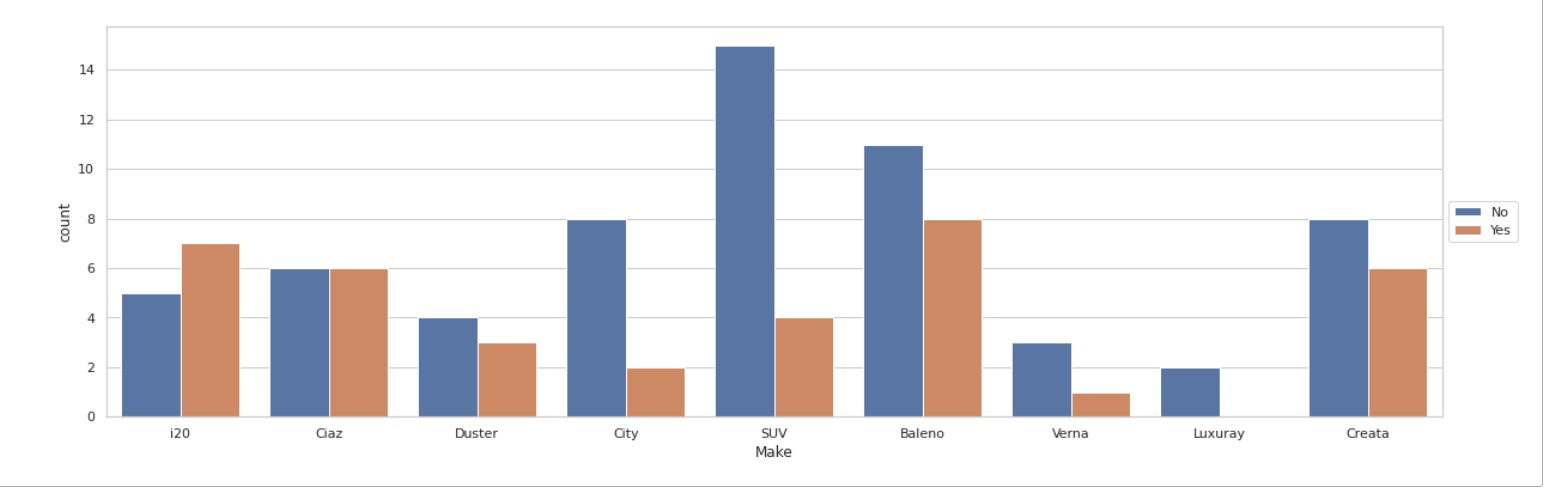 14
12
10
8
6
4
2
0
count
i20 Ciaz Duster City SUV Baleno Verna Luxuray Creata
Make
No
Yes